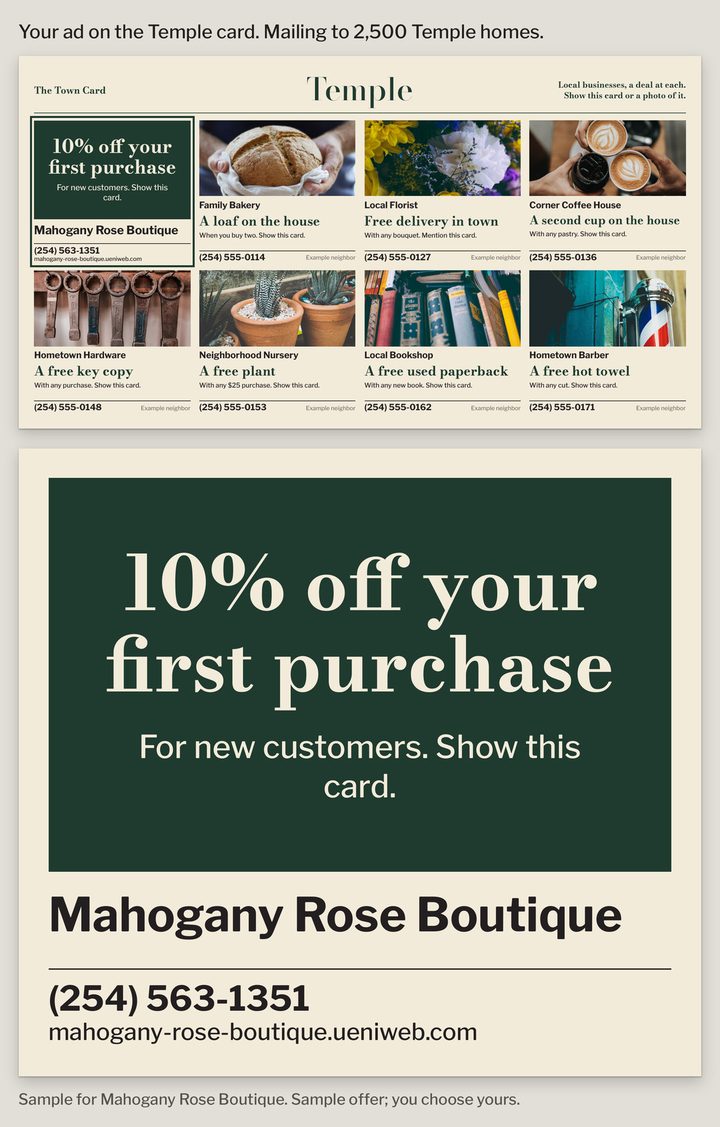 Your ad on the Temple card. Mailing to 2,500 Temple homes.
The Town Card
Temple
Local businesses, a deal at each.
Show this card or a photo of it.
10% off your
first purchase
For new customers. Show this
card.
Mahogany Rose Boutique
(254) 563-1351
mahogany-rose-boutique.ueniweb.com
Family Bakery
A loaf on the house
When you buy two. Show this card.
(254) 555-0114
Example neighbor
Local Florist
Free delivery in town
With any bouquet. Mention this card.
(254) 555-0127
Example neighbor
Corner Coffee House
A second cup on the house
With any pastry. Show this card.
(254) 555-0136
Example neighbor
Hometown Hardware
A free key copy
With any purchase. Show this card.
(254) 555-0148
Example neighbor
Neighborhood Nursery
A free plant
With any $25 purchase. Show this card.
(254) 555-0153
Example neighbor
Local Bookshop
A free used paperback
With any new book. Show this card.
(254) 555-0162
Example neighbor
Hometown Barber
A free hot towel
With any cut. Show this card.
(254) 555-0171
Example neighbor
10% off your
first purchase
For new customers. Show this
card.
Mahogany Rose Boutique
(254) 563-1351
mahogany-rose-boutique.ueniweb.com
Sample for Mahogany Rose Boutique. Sample offer; you choose yours.